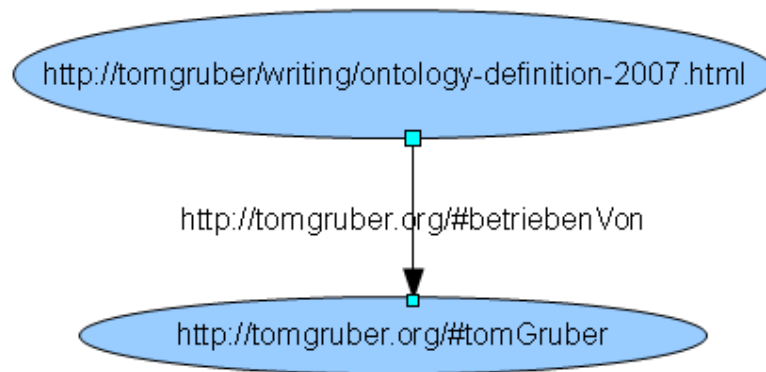 http://tomgruber/writing/ontology-definition-2007.html
http://tomgruber.org/#betriebenVon
http://tomgruber.org/#tomGruber